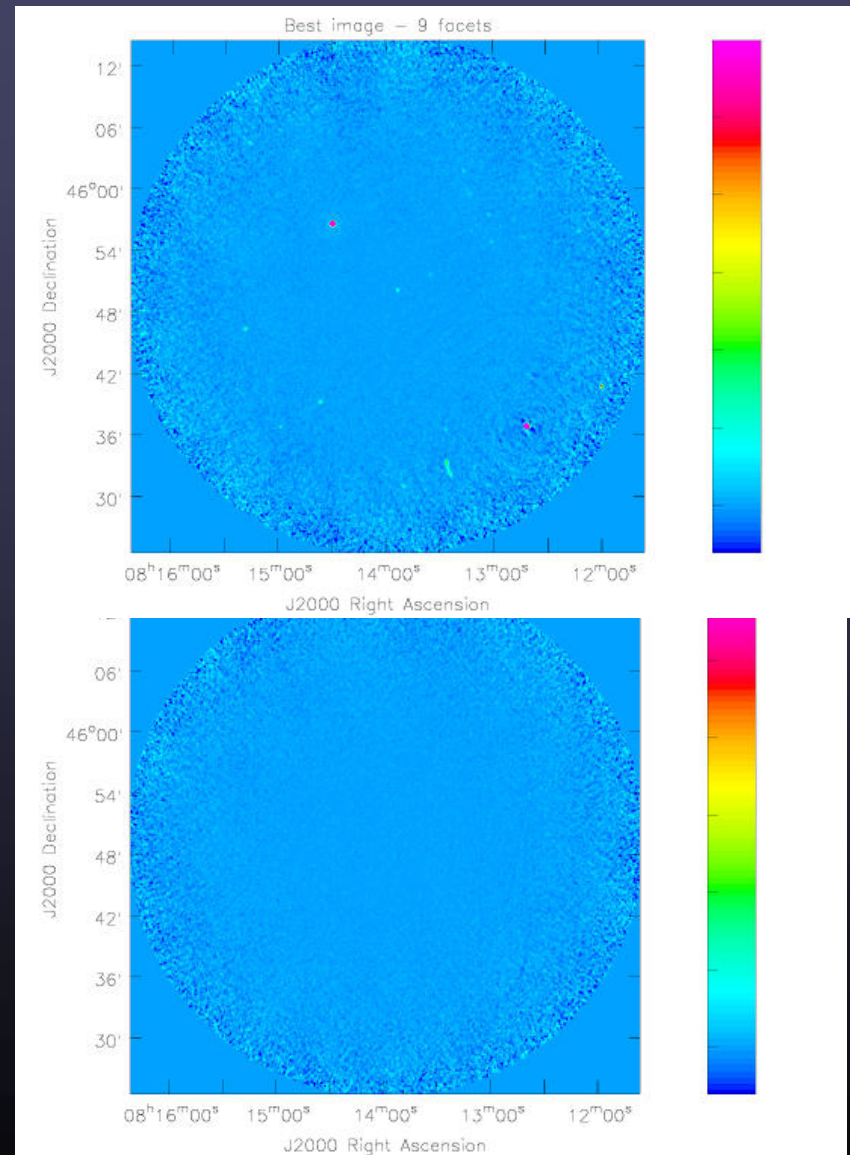 Best image – 9 facets
12'
06'
46°00'
54'
48'
42'
36'
30'
J2000 Declination
08ʰ16ᵐ00ˢ 15ᵐ00ˢ 14ᵐ00ˢ 13ᵐ00ˢ 12ᵐ00ˢ
J2000 Right Ascension
06'
46°00'
54'
48'
42'
36'
30'
J2000 Declination
08ʰ16ᵐ00ˢ 15ᵐ00ˢ 14ᵐ00ˢ 13ᵐ00ˢ 12ᵐ00ˢ
J2000 Right Ascension